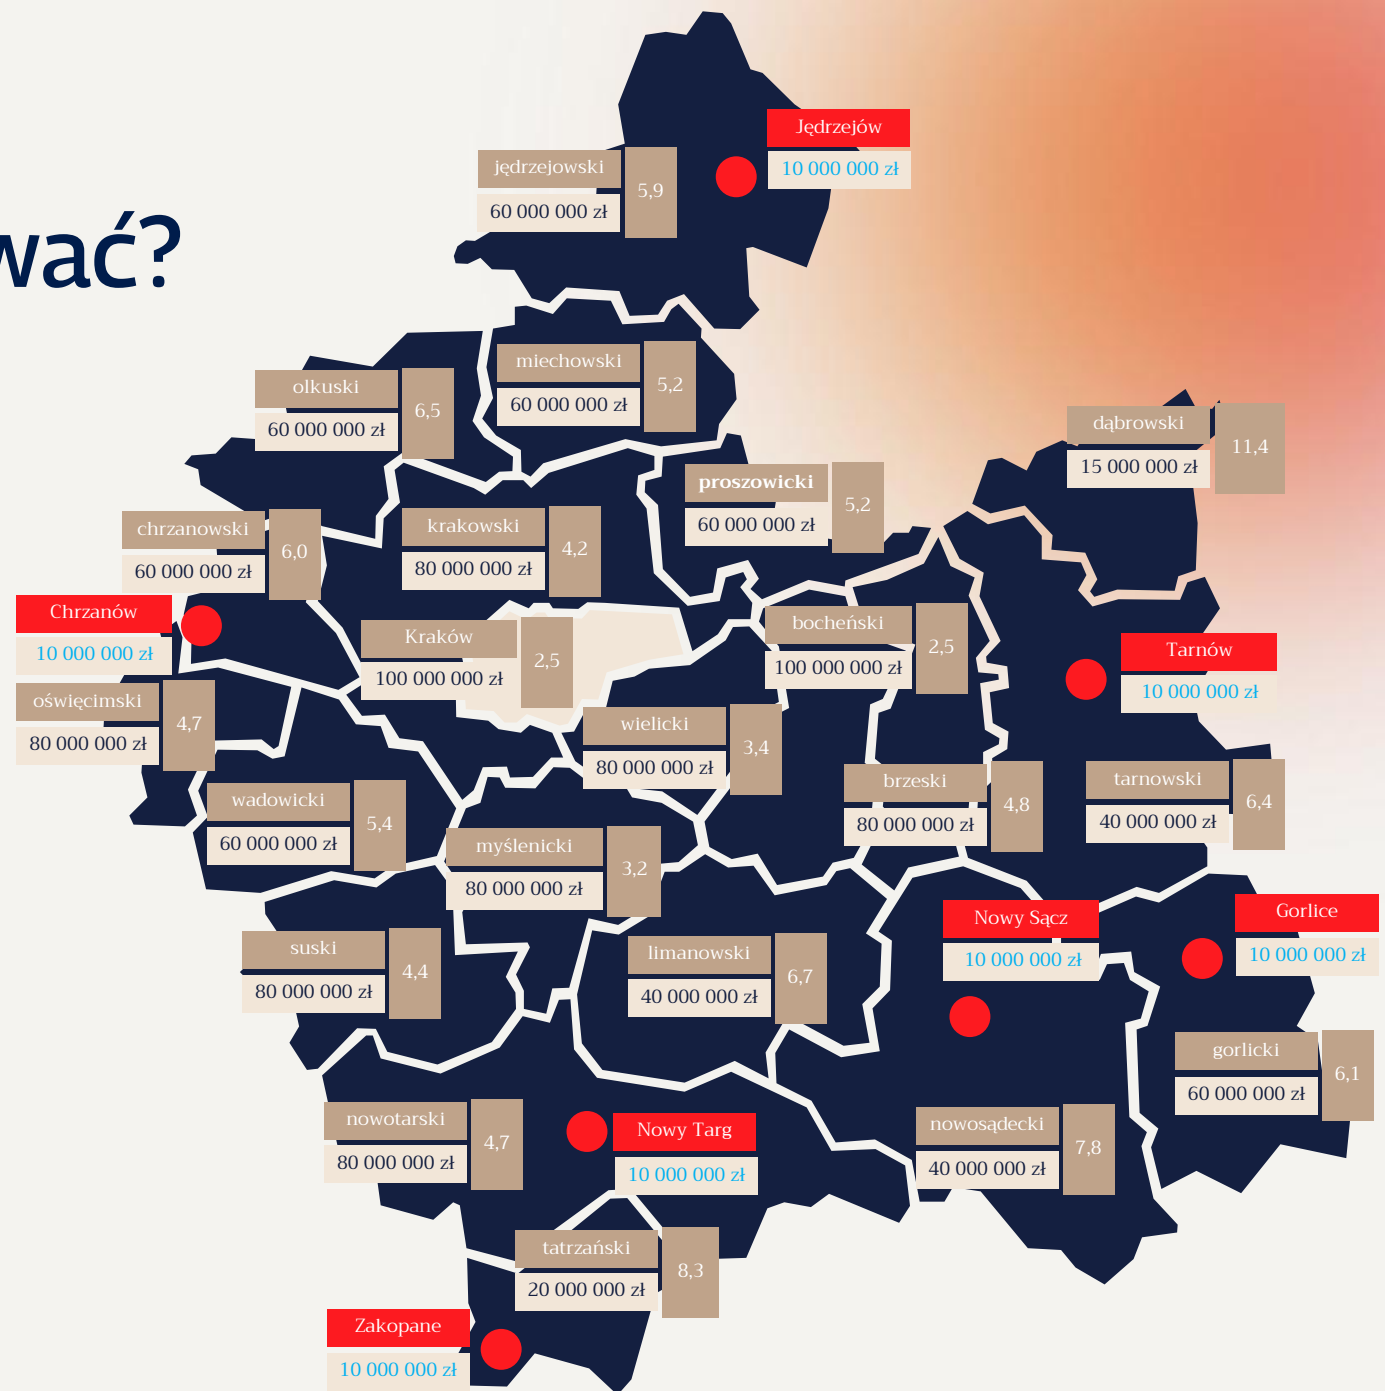 wać?
Jędrzejów
10 000 000 zł
jędrzejowski
5,9
60 000 000 zł
miechowski
5,2
60 000 000 zł
olkuski
6,5
60 000 000 zł
dąbrowski
11,4
15 000 000 zł
proszowicki
5,2
60 000 000 zł
chrzanowski
6,0
60 000 000 zł
krakowski
4,2
80 000 000 zł
Chrzanów
10 000 000 zł
Kraków
2,5
100 000 000 zł
bocheński
2,5
100 000 000 zł
Tarnów
10 000 000 zł
oświęcimski
4,7
80 000 000 zł
wielicki
3,4
80 000 000 zł
wadowicki
5,4
60 000 000 zł
brzeski
4,8
80 000 000 zł
tarnowski
6,4
40 000 000 zł
myślenicki
3,2
80 000 000 zł
Nowy Sącz
10 000 000 zł
Gorlice
10 000 000 zł
suski
4,4
80 000 000 zł
limanowski
6,7
40 000 000 zł
gorlicki
6,1
60 000 000 zł
nowotarski
4,7
80 000 000 zł
Nowy Targ
10 000 000 zł
nowosądecki
7,8
40 000 000 zł
tatrzański
8,3
20 000 000 zł
Zakopane
10 000 000 zł